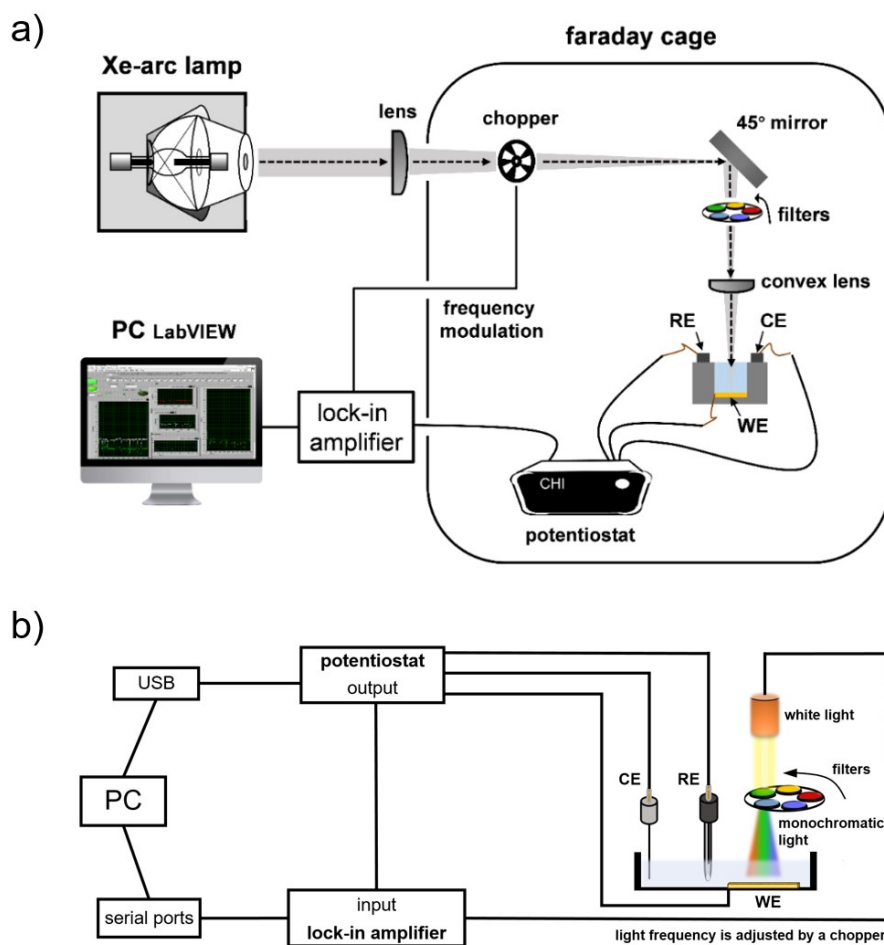 a)
faraday cage
Xe-arc lamp
lens
chopper
45° mirror
filters
convex lens
frequency
modulation
RE
CE
PC LabVIEW
WE
lock-in
amplifier
CHI
potentiostat
b)
potentiostat
output
USB
white light
filters
CE
RE
PC
monochromatic
light
WE
input
serial ports
lock-in amplifier
light frequency is adjusted by a chopper